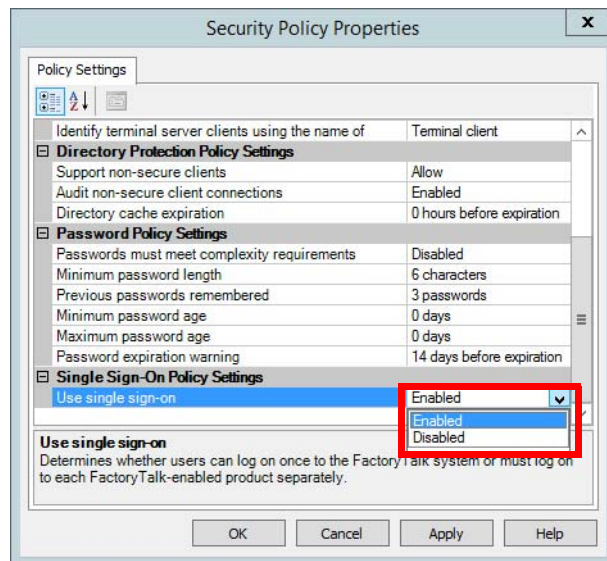 Security Policy Properties
x
Policy Settings
A
Z
Identify terminal server clients using the name of Terminal client
Directory Protection Policy Settings
Support non-secure clients Allow
Audit non-secure client connections Enabled
Directory cache expiration 0 hours before expiration
Password Policy Settings
Passwords must meet complexity requirements Disabled
Minimum password length 6 characters
Previous passwords remembered 3 passwords
Minimum password age 0 days
Maximum password age 0 days
Password expiration warning 14 days before expiration
Single Sign-On Policy Settings
Use single sign-on Enabled
Enabled
Disabled
Use single sign-on
Determines whether users can log on once to the FactoryTalk system or must log on
to each FactoryTalk-enabled product separately.
OK Cancel Apply Help